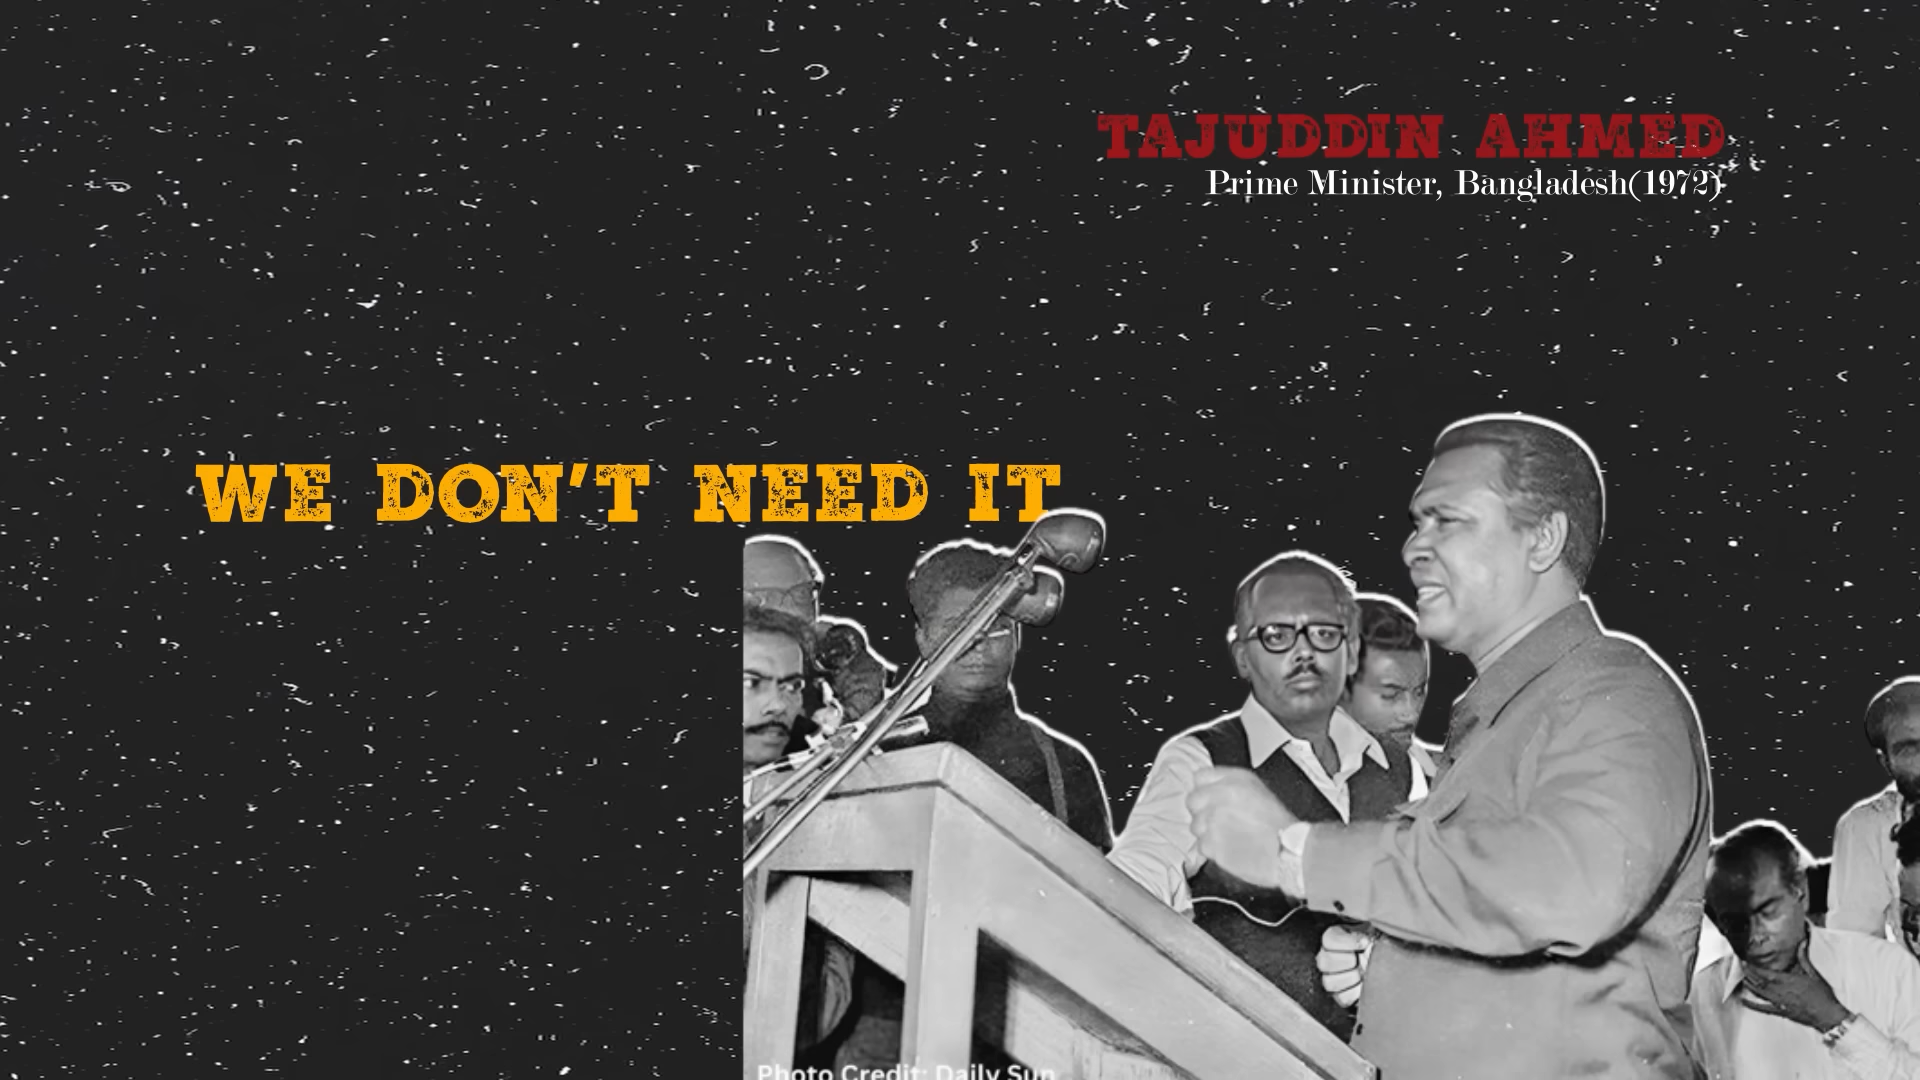 TAJUDDIN AHMED
Prime Minister, Bangladesh(1972)
WE DON'T NEED IT
Photo Credit: Daily Sun